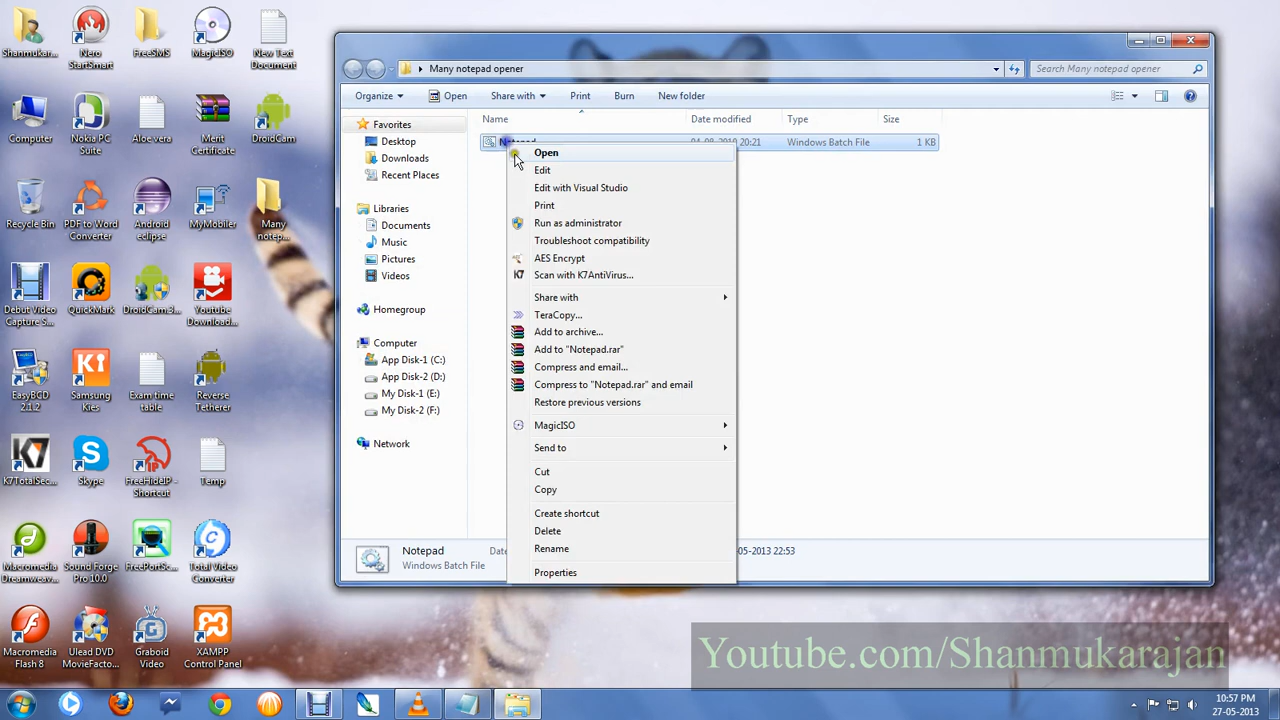 Shanmukar...
Nero StartSmart
FreeSMS
MagicISO
New Text Document
Computer
Nokia PC Suite
Aloe vera
Merit Certificate
DroidCam
Recycle Bin
PDF to Word Converter
Android eclipse
MyMobiler
Many notep...
Debut Video Capture S...
QuickMark
DroidCam.3...
Youtube Download...
EasyBCD 2.1.2
Samsung Kies
Exam time table
Reverse Tetherer
K7TotalSec...
Skype
FreeHideIP - Shortcut
Temp
Macromedia Dreamweav...
Sound Forge Pro 10.0
FreePortSc...
Total Video Converter
Macromedia Flash 8
Ulead DVD MovieFacto...
Graboid Video
XAMPP Control Panel
Many notepad opener
Search Many notepad opener
Organize
Open
Share with
Print
Burn
New folder
Name
Date modified
Type
Size
Favorites
Desktop
Downloads
Recent Places
Libraries
Documents
Music
Pictures
Videos
Homegroup
Computer
App Disk-1 (C:)
App Disk-2 (D:)
My Disk-1 (E:)
My Disk-2 (F:)
Network
20:21
Windows Batch File
1 KB
Open
Edit
Edit with Visual Studio
Print
Run as administrator
Troubleshoot compatibility
AES Encrypt
K7 Scan with K7AntiVirus...
Share with
TeraCopy...
Add to archive...
Add to "Notepad.rar"
Compress and email...
Compress to "Notepad.rar" and email
Restore previous versions
MagicISO
Send to
Cut
Copy
Create shortcut
Delete
Rename
Properties
Notepad
Windows Batch File
-05-2013 22:53
Youtube.com/Shanmukarajan
10:57 PM
27-05-2013